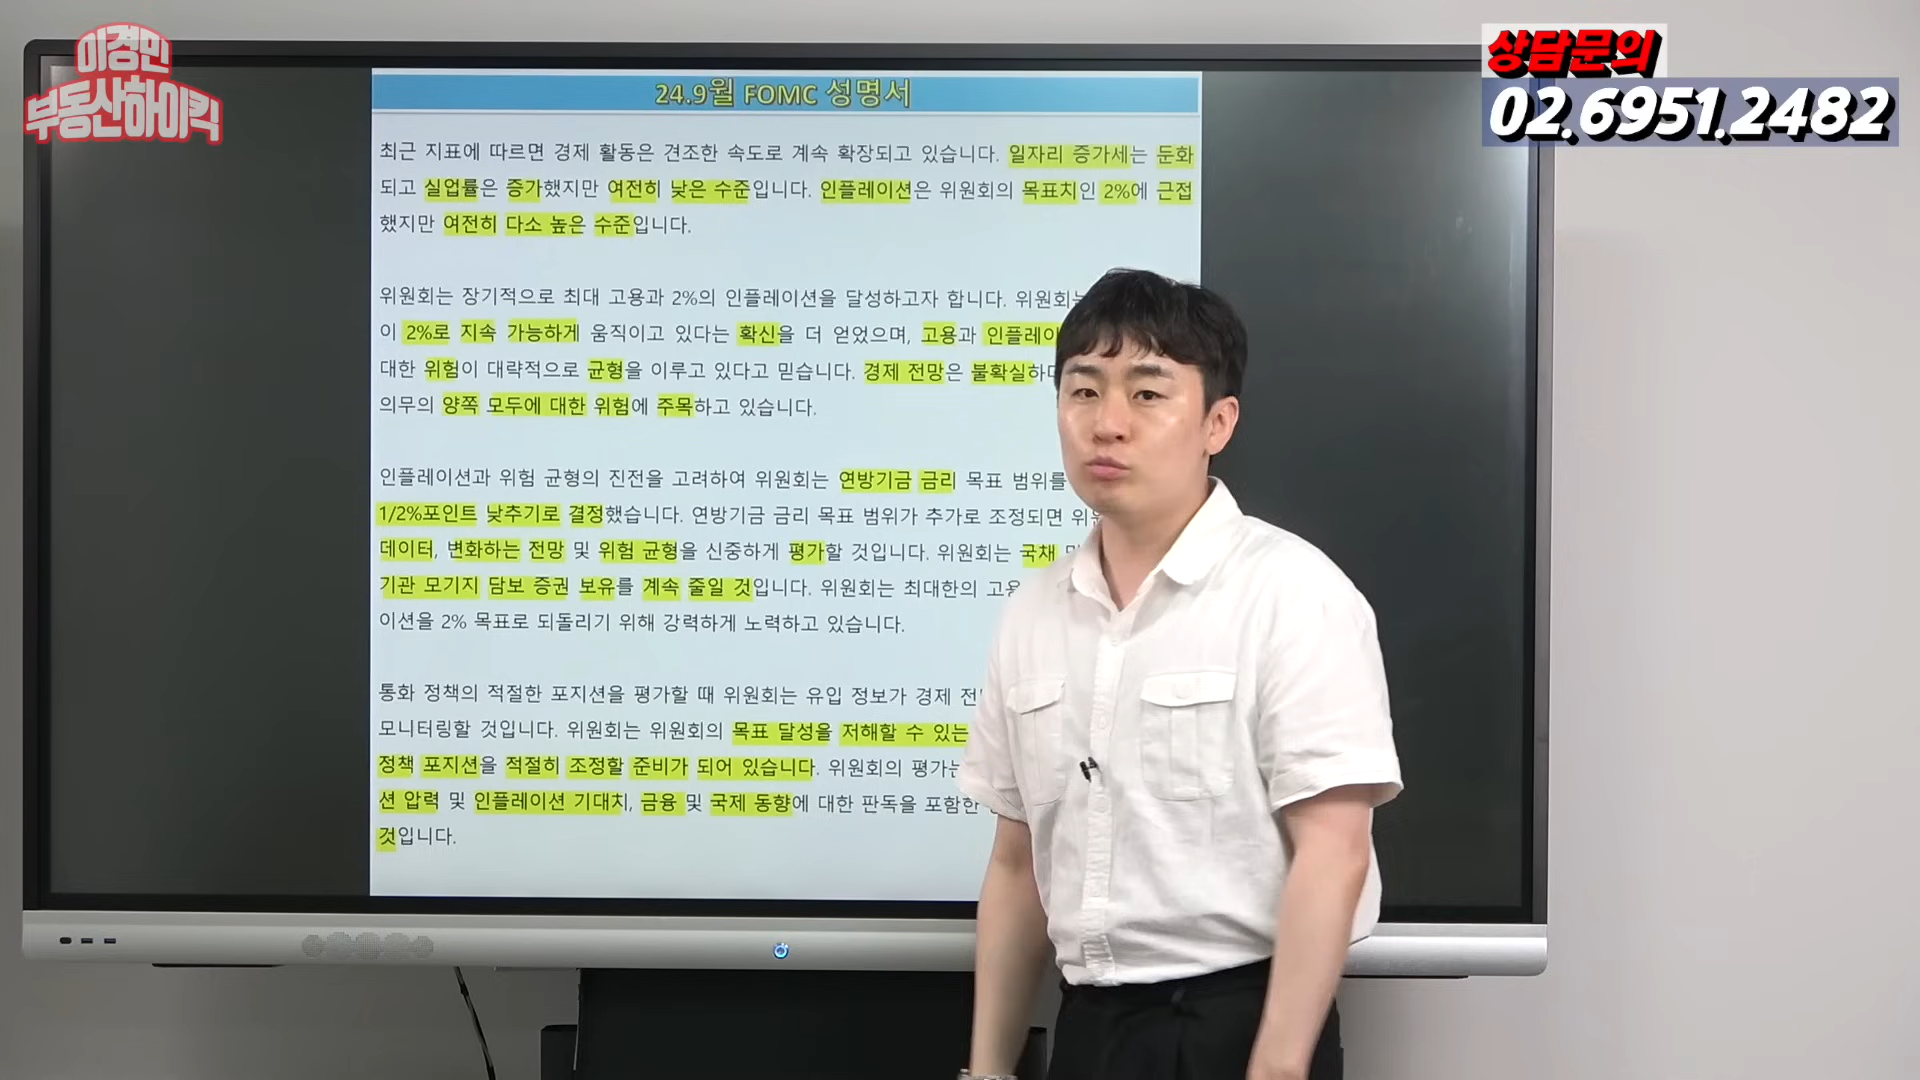 이경민
부동산하이킥
상담문의
02.6951.2482
24.9월 FOMC 성명서
최근 지표에 따르면 경제 활동은 견조한 속도로 계속 확장되고 있습니다. 일자리 증가세는 둔화
되고 실업률은 증가했지만 여전히 낮은 수준입니다. 인플레이션은 위원회의 목표치인 2%에 근접
했지만 여전히 다소 높은 수준입니다.
위원회는 장기적으로 최대 고용과 2%의 인플레이션을 달성하고자 합니다. 위원회는
이 2%로 지속 가능하게 움직이고 있다는 확신을 더 얻었으며, 고용과 인플레이
대한 위험이 대략적으로 균형을 이루고 있다고 믿습니다. 경제 전망은 불확실하며
의무의 양쪽 모두에 대한 위험에 주목하고 있습니다.
인플레이션과 위험 균형의 진전을 고려하여 위원회는 연방기금 금리 목표 범위를
1/2%포인트 낮추기로 결정했습니다. 연방기금 금리 목표 범위가 추가로 조정되면 위원
데이터, 변화하는 전망 및 위험 균형을 신중하게 평가할 것입니다. 위원회는 국채 및
기관 모기지 담보 증권 보유를 계속 줄일 것입니다. 위원회는 최대한의 고용
이션을 2% 목표로 되돌리기 위해 강력하게 노력하고 있습니다.
통화 정책의 적절한 포지션을 평가할 때 위원회는 유입 정보가 경제 전
모니터링할 것입니다. 위원회는 위원회의 목표 달성을 저해할 수 있는
정책 포지션을 적절히 조정할 준비가 되어 있습니다. 위원회의 평가는
션 압력 및 인플레이션 기대치, 금융 및 국제 동향에 대한 판독을 포함한
것입니다.